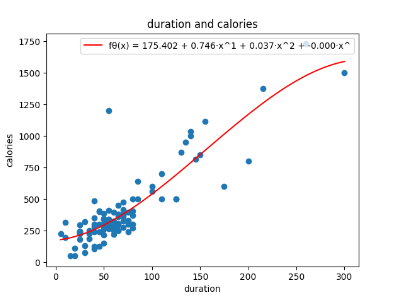 duration and calories
fθ(x) = 175.402 + 0.746·x^1 + 0.037·x^2 + -0.000·x^
1750
1500
1250
1000
750
500
250
0
calories
0 50 100 150 200 250 300
duration